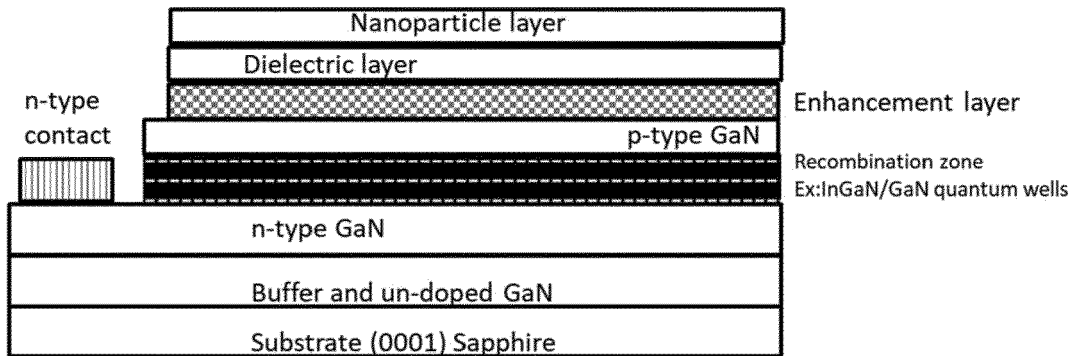 Nanoparticle layer
Dielectric layer
n-type
contact
Enhancement layer
p-type GaN
Recombination zone
Ex:InGaN/GaN quantum wells
n-type GaN
Buffer and un-doped GaN
Substrate (0001) Sapphire